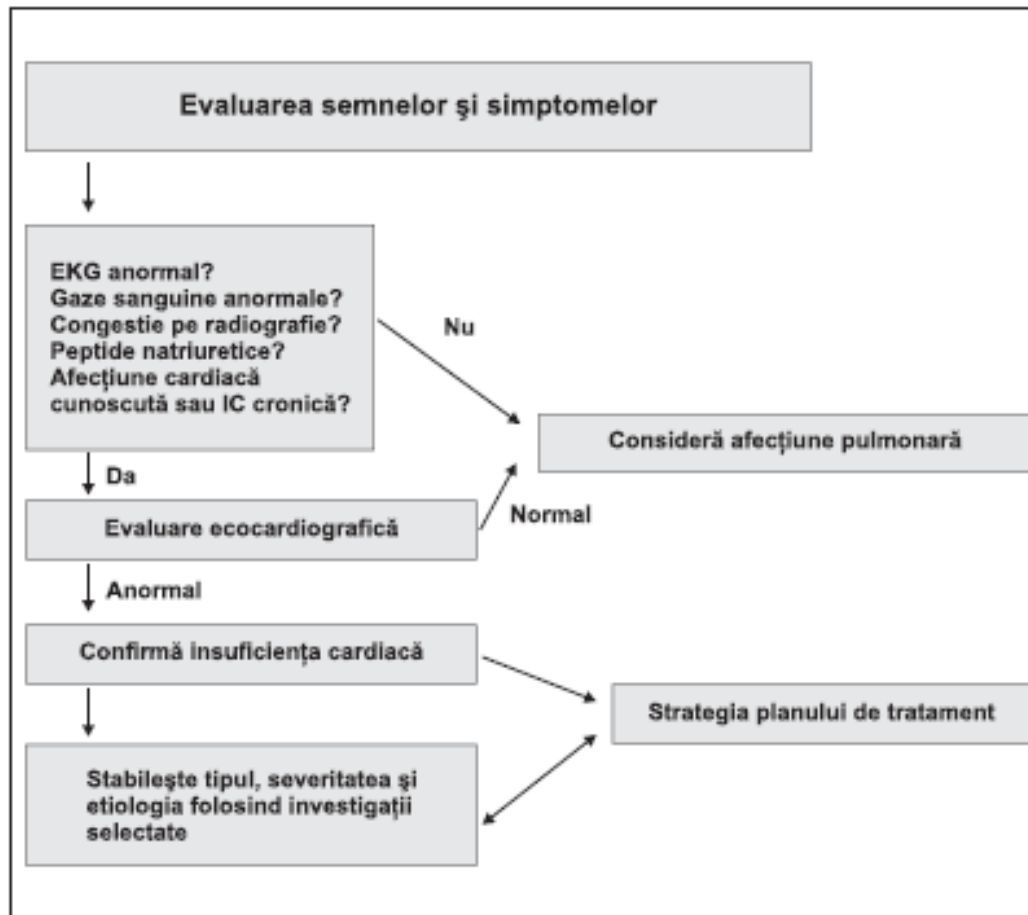 Evaluarea semnelor şi simptomelor
EKG anormal?
Gaze sanguine anormale?
Congestie pe radiografie?
Peptide natriuretice?
Afecţiune cardiacă
cunoscută sau IC cronică?
Nu
Consideră afecţiune pulmonară
Da
Evaluare ecocardiografică
Normal
Anormal
Confirmă insuficienţa cardiacă
Strategia planului de tratament
Stabileşte tipul, severitatea şi
etiologia folosind investigaţii
selectate